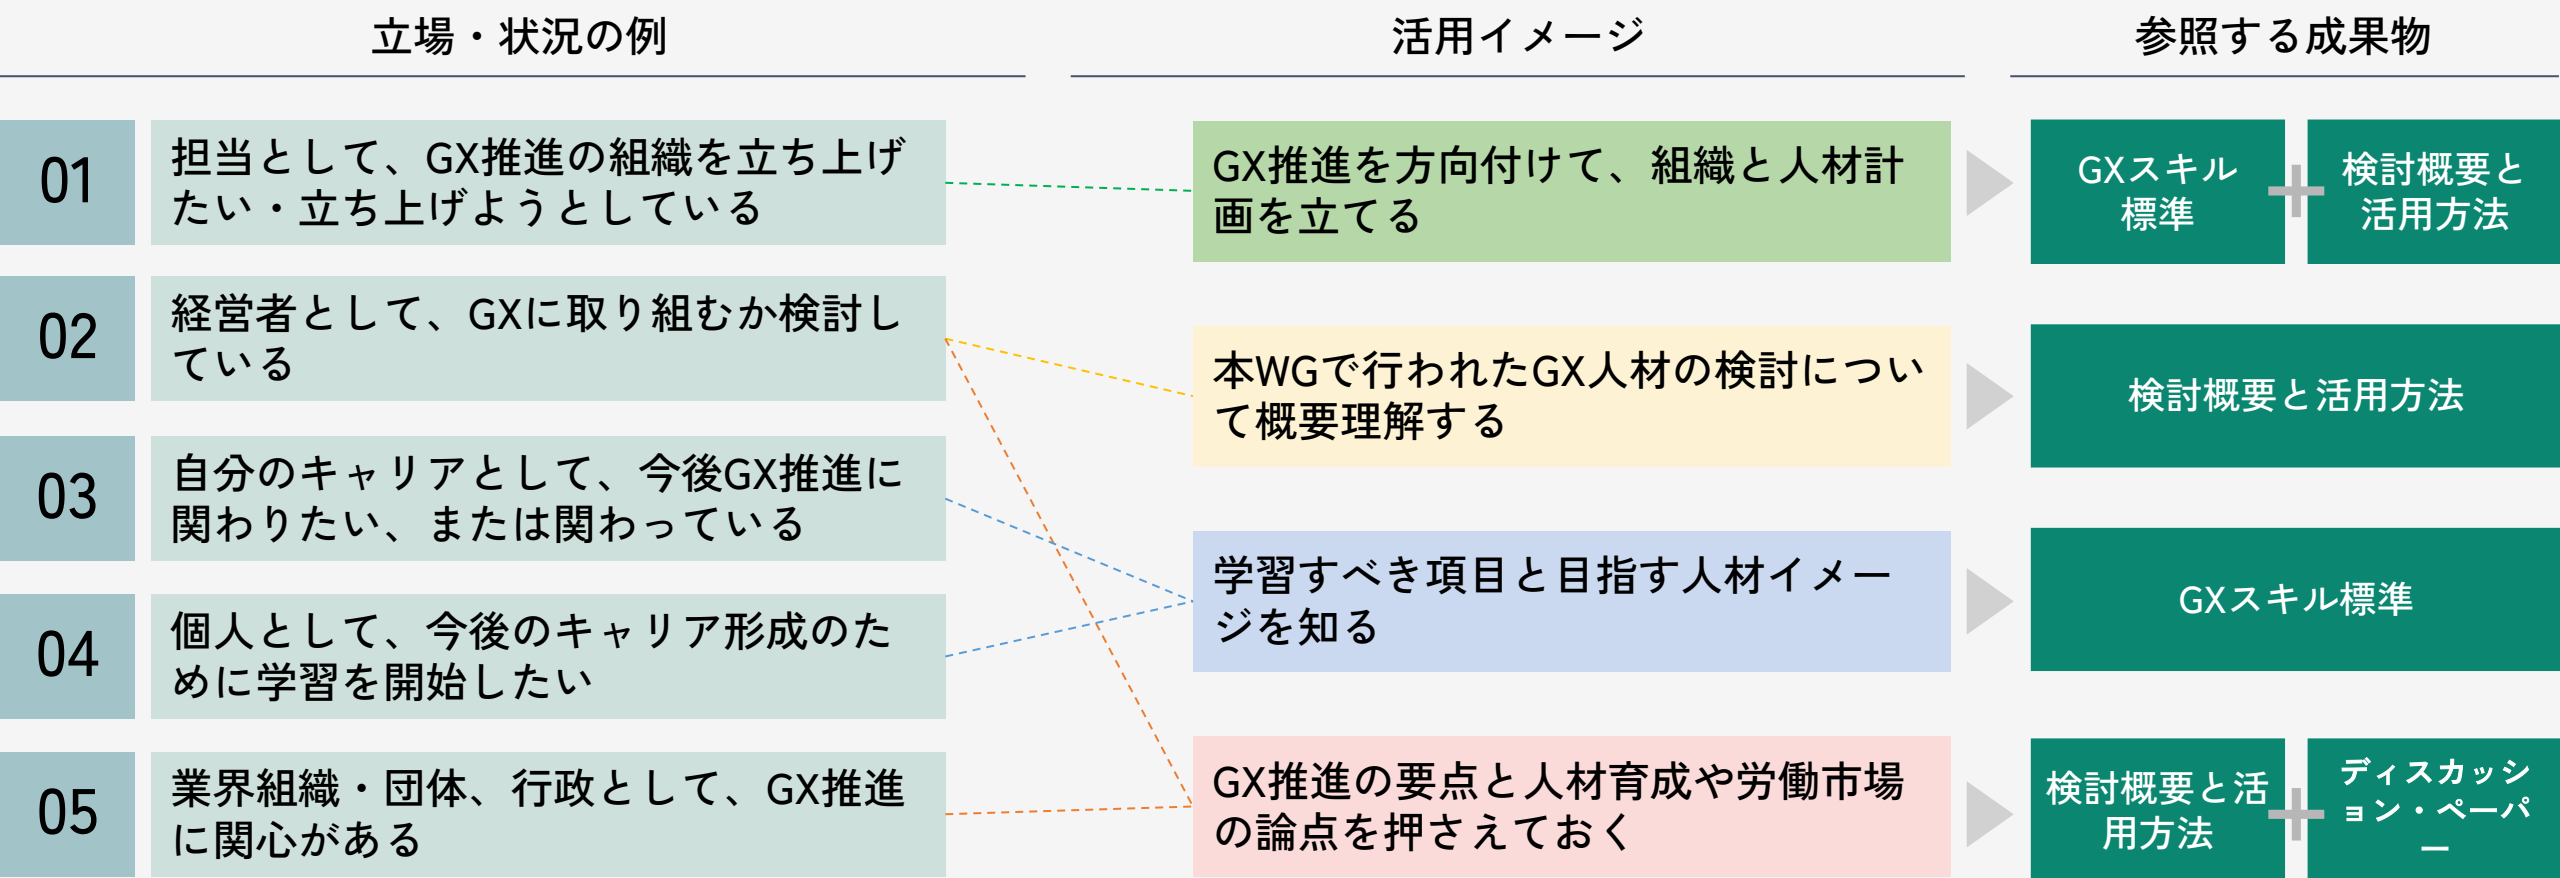 立場・状況の例
活用イメージ
参照する成果物
01
担当として、GX推進の組織を立ち上げ
たい・立ち上げようとしている
02
経営者として、GXに取り組むか検討し
ている
03
自分のキャリアとして、今後GX推進に
関わりたい、または関わっている
04
個人として、今後のキャリア形成のた
めに学習を開始したい
05
業界組織・団体、行政として、GX推進
に関心がある
GX推進を方向付けて、組織と人材計
画を立てる
本WGで行われたGX人材の検討につい
て概要理解する
学習すべき項目と目指す人材イメー
ジを知る
GX推進の要点と人材育成や労働市場
の論点を押さえておく
GXスキル
標準
+
検討概要と
活用方法
検討概要と活用方法
GXスキル標準
検討概要と活
用方法
+
ディスカッシ
ョン・ペーパ
ー